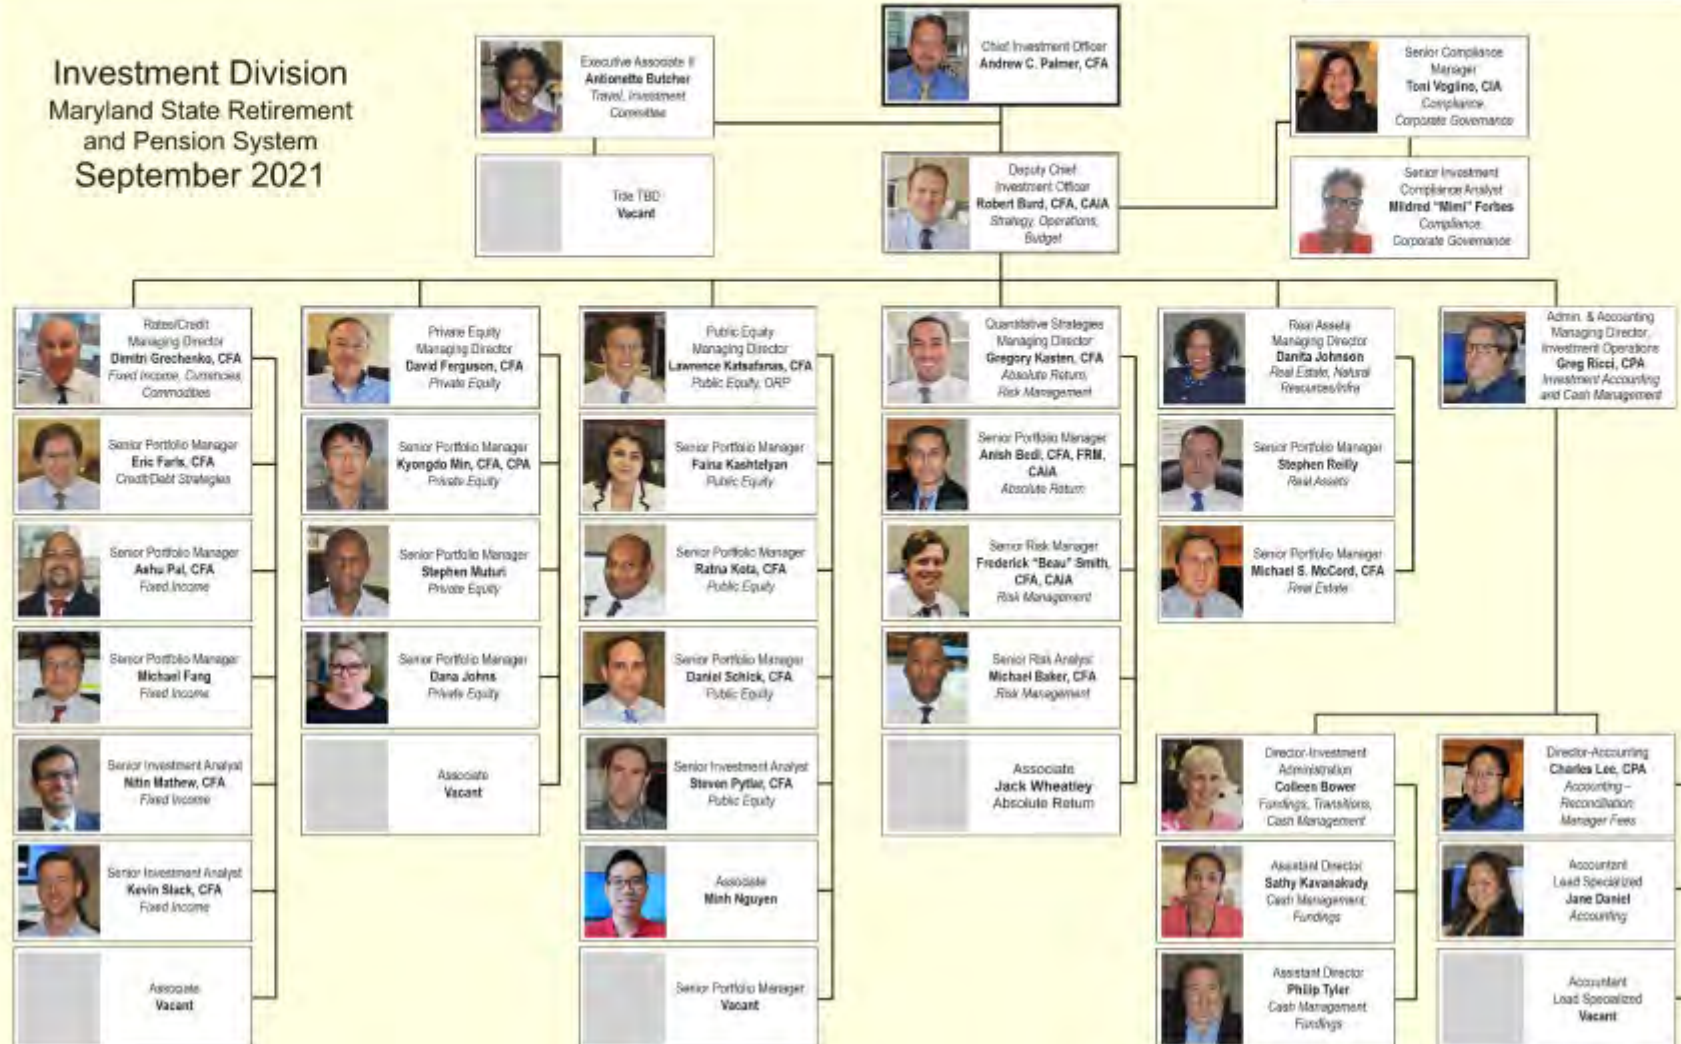 Investment Division
Maryland State Retirement
and Pension System
September 2021
Executive Associate II
Antionette Butcher
Travel, Investment
Committee
Title TBD
Vacant
Chief Investment Officer
Andrew C. Palmer, CFA
Deputy Chief
Investment Officer
Robert Burd, CFA, CAIA
Strategy, Operations,
Budget
Senior Compliance
Manager
Toni Voglino, CIA
Compliance,
Corporate Governance
Senior Investment
Compliance Analyst
Mildred "Mimi" Forbes
Compliance,
Corporate Governance
Rates/Credit
Managing Director
Dimitri Grechenko, CFA
Fixed Income, Currencies,
Commodities
Senior Portfolio Manager
Eric Farls, CFA
Credit/Debt Strategies
Senior Portfolio Manager
Ashu Pal, CFA
Fixed Income
Senior Portfolio Manager
Michael Fang
Fixed Income
Senior Investment Analyst
Nitin Mathew, CFA
Fixed Income
Senior Investment Analyst
Kevin Slack, CFA
Fixed Income
Associate
Vacant
Private Equity
Managing Director
David Ferguson, CFA
Private Equity
Senior Portfolio Manager
Kyongdo Min, CFA, CPA
Private Equity
Senior Portfolio Manager
Stephen Muturi
Private Equity
Senior Portfolio Manager
Dana Johns
Private Equity
Associate
Vacant
Public Equity
Managing Director
Lawrence Katsafanas, CFA
Public Equity, ORP
Senior Portfolio Manager
Faina Kashtelyan
Public Equity
Senior Portfolio Manager
Ratna Kota, CFA
Public Equity
Senior Portfolio Manager
Daniel Schick, CFA
Public Equity
Senior Investment Analyst
Steven Pytlar, CFA
Public Equity
Associate
Minh Nguyen
Senior Portfolio Manager
Vacant
Quantitative Strategies
Managing Director
Gregory Kasten, CFA
Absolute Return,
Risk Management
Senior Portfolio Manager
Anish Bedi, CFA, FRM,
CAIA
Absolute Return
Senior Risk Manager
Frederick "Beau" Smith,
CFA, CAIA
Risk Management
Senior Risk Analyst
Michael Baker, CFA
Risk Management
Associate
Jack Wheatley
Absolute Return
Real Assets
Managing Director
Danita Johnson
Real Estate, Natural
Resources/Infra
Senior Portfolio Manager
Stephen Reilly
Real Assets
Senior Portfolio Manager
Michael S. McCord, CFA
Real Estate
Admin. & Accounting
Managing Director,
Investment Operations
Greg Ricci, CPA
Investment Accounting
and Cash Management
Director-Investment
Administration
Colleen Bower
Fundings, Transitions,
Cash Management
Assistant Director
Sathy Kavanakudy
Cash Management,
Fundings
Assistant Director
Philip Tyler
Cash Management,
Fundings
Director-Accounting
Charles Lee, CPA
Accounting –
Reconciliation
Manager Fees
Accountant
Lead Specialized
Jane Daniel
Accounting
Accountant
Lead Specialized
Vacant